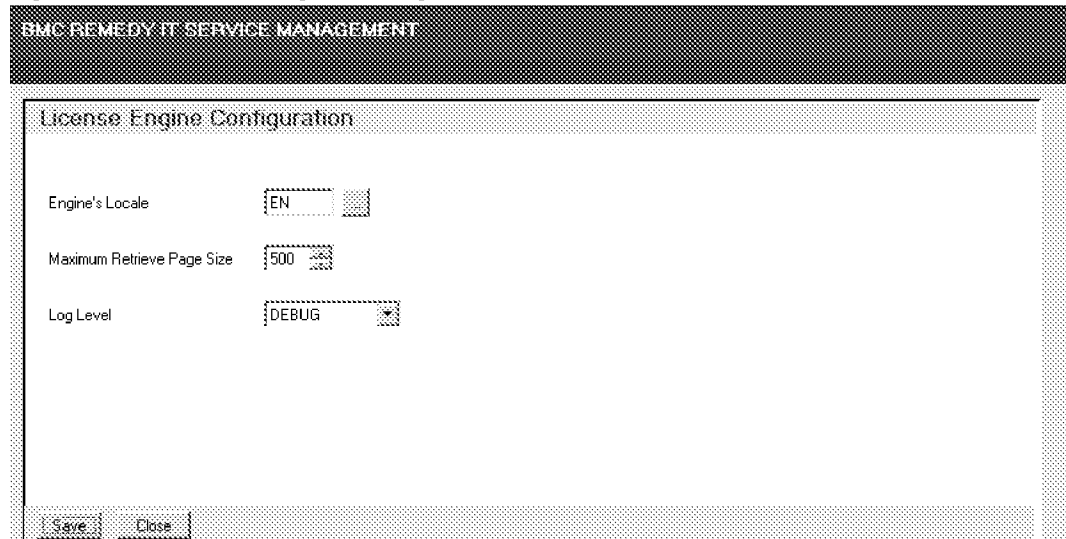 BMC REMEDY IT SERVICE MANAGEMENT
License Engine Configuration
Engine's Locale EN ...
Maximum Retrieve Page Size 500
Log Level DEBUG
Save Close